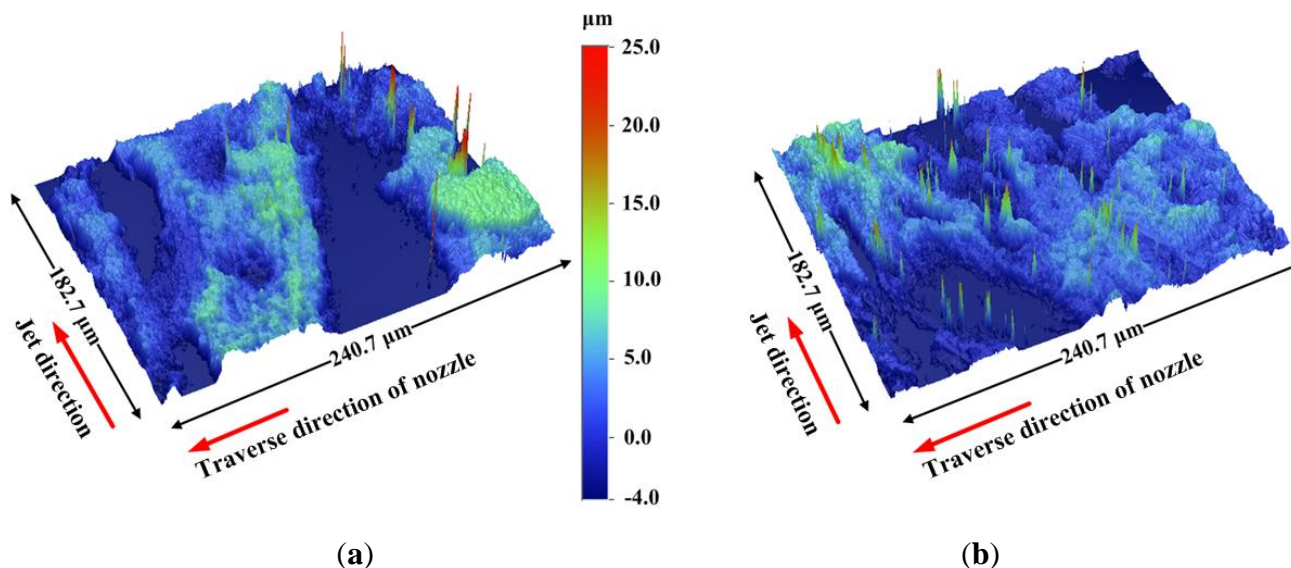 µm
25.0
20.0
15.0
10.0
5.0
0.0
-4.0
182.7 µm
240.7 µm
Jet direction
Traverse direction of nozzle
(a)
182.7 µm
240.7 µm
Jet direction
Traverse direction of nozzle
(b)